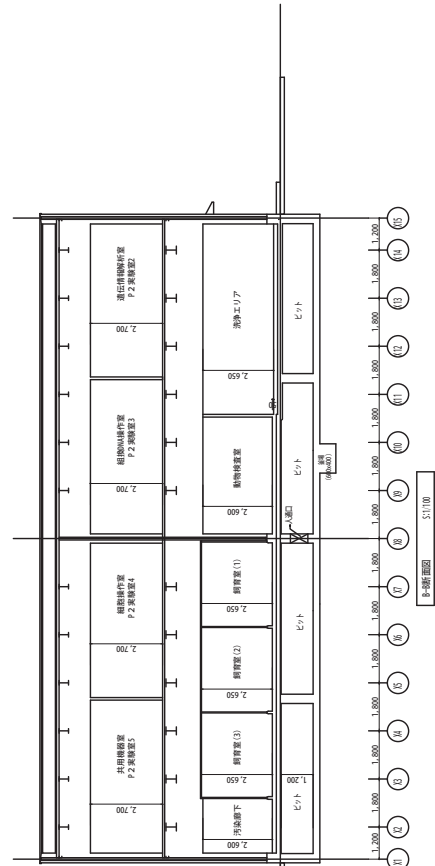 遺伝情報解析室
P2実験室2
2,700
組換DNA操作室
P2実験室3
2,700
細胞操作室
P2実験室4
2,700
共用機器室
P2実験室5
2,700
洗浄エリア
2,650
動物検査室
2,600
飼育室(1)
2,650
飼育室(2)
2,650
飼育室(3)
2,650
汚染廊下
2,600
ピット
ピット
ピット
ピット
1,200
人通口
釜場
(600x400)
1,200
1,800
1,800
1,800
1,800
1,800
1,800
1,800
1,800
1,800
1,800
1,800
1,800
1,200
X15
X14
X13
X12
X11
X10
X9
X8
X7
X6
X5
X4
X3
X2
X1
B-B断面図 S:1/100